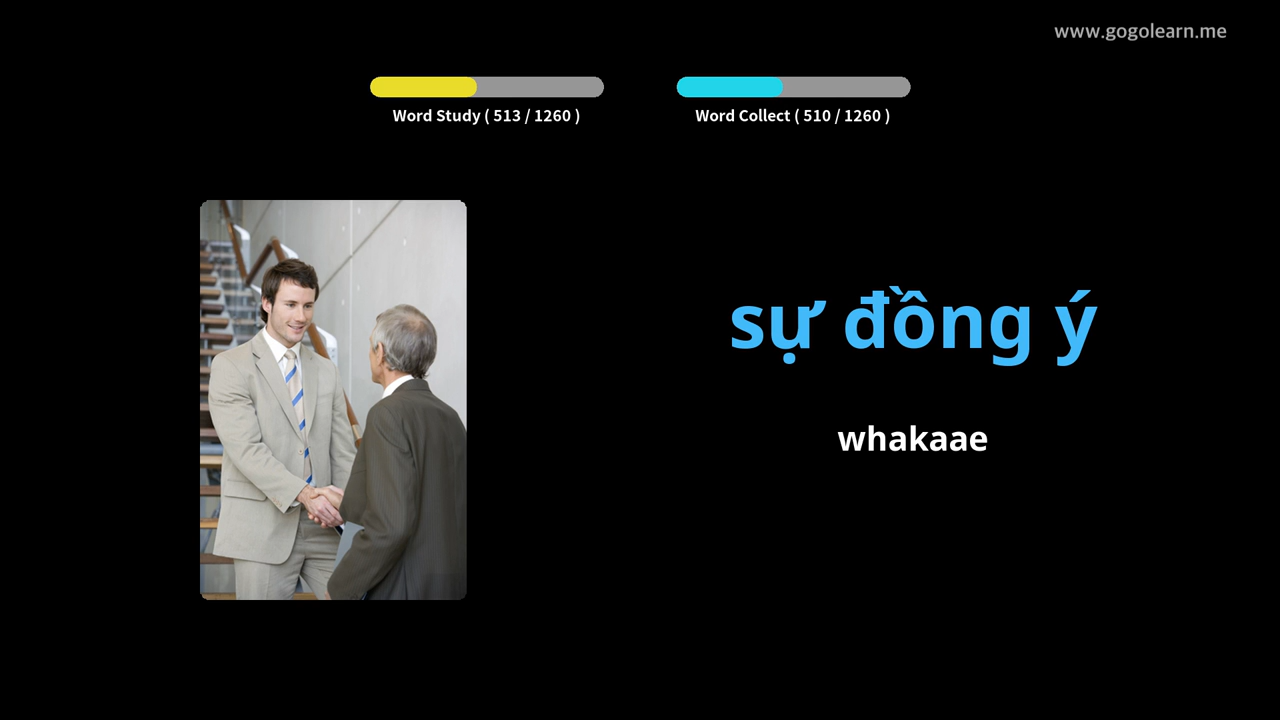 www.gogolearn.me
Word Study ( 513 / 1260 )
Word Collect ( 510 / 1260 )
sự đồng ý
whakaae